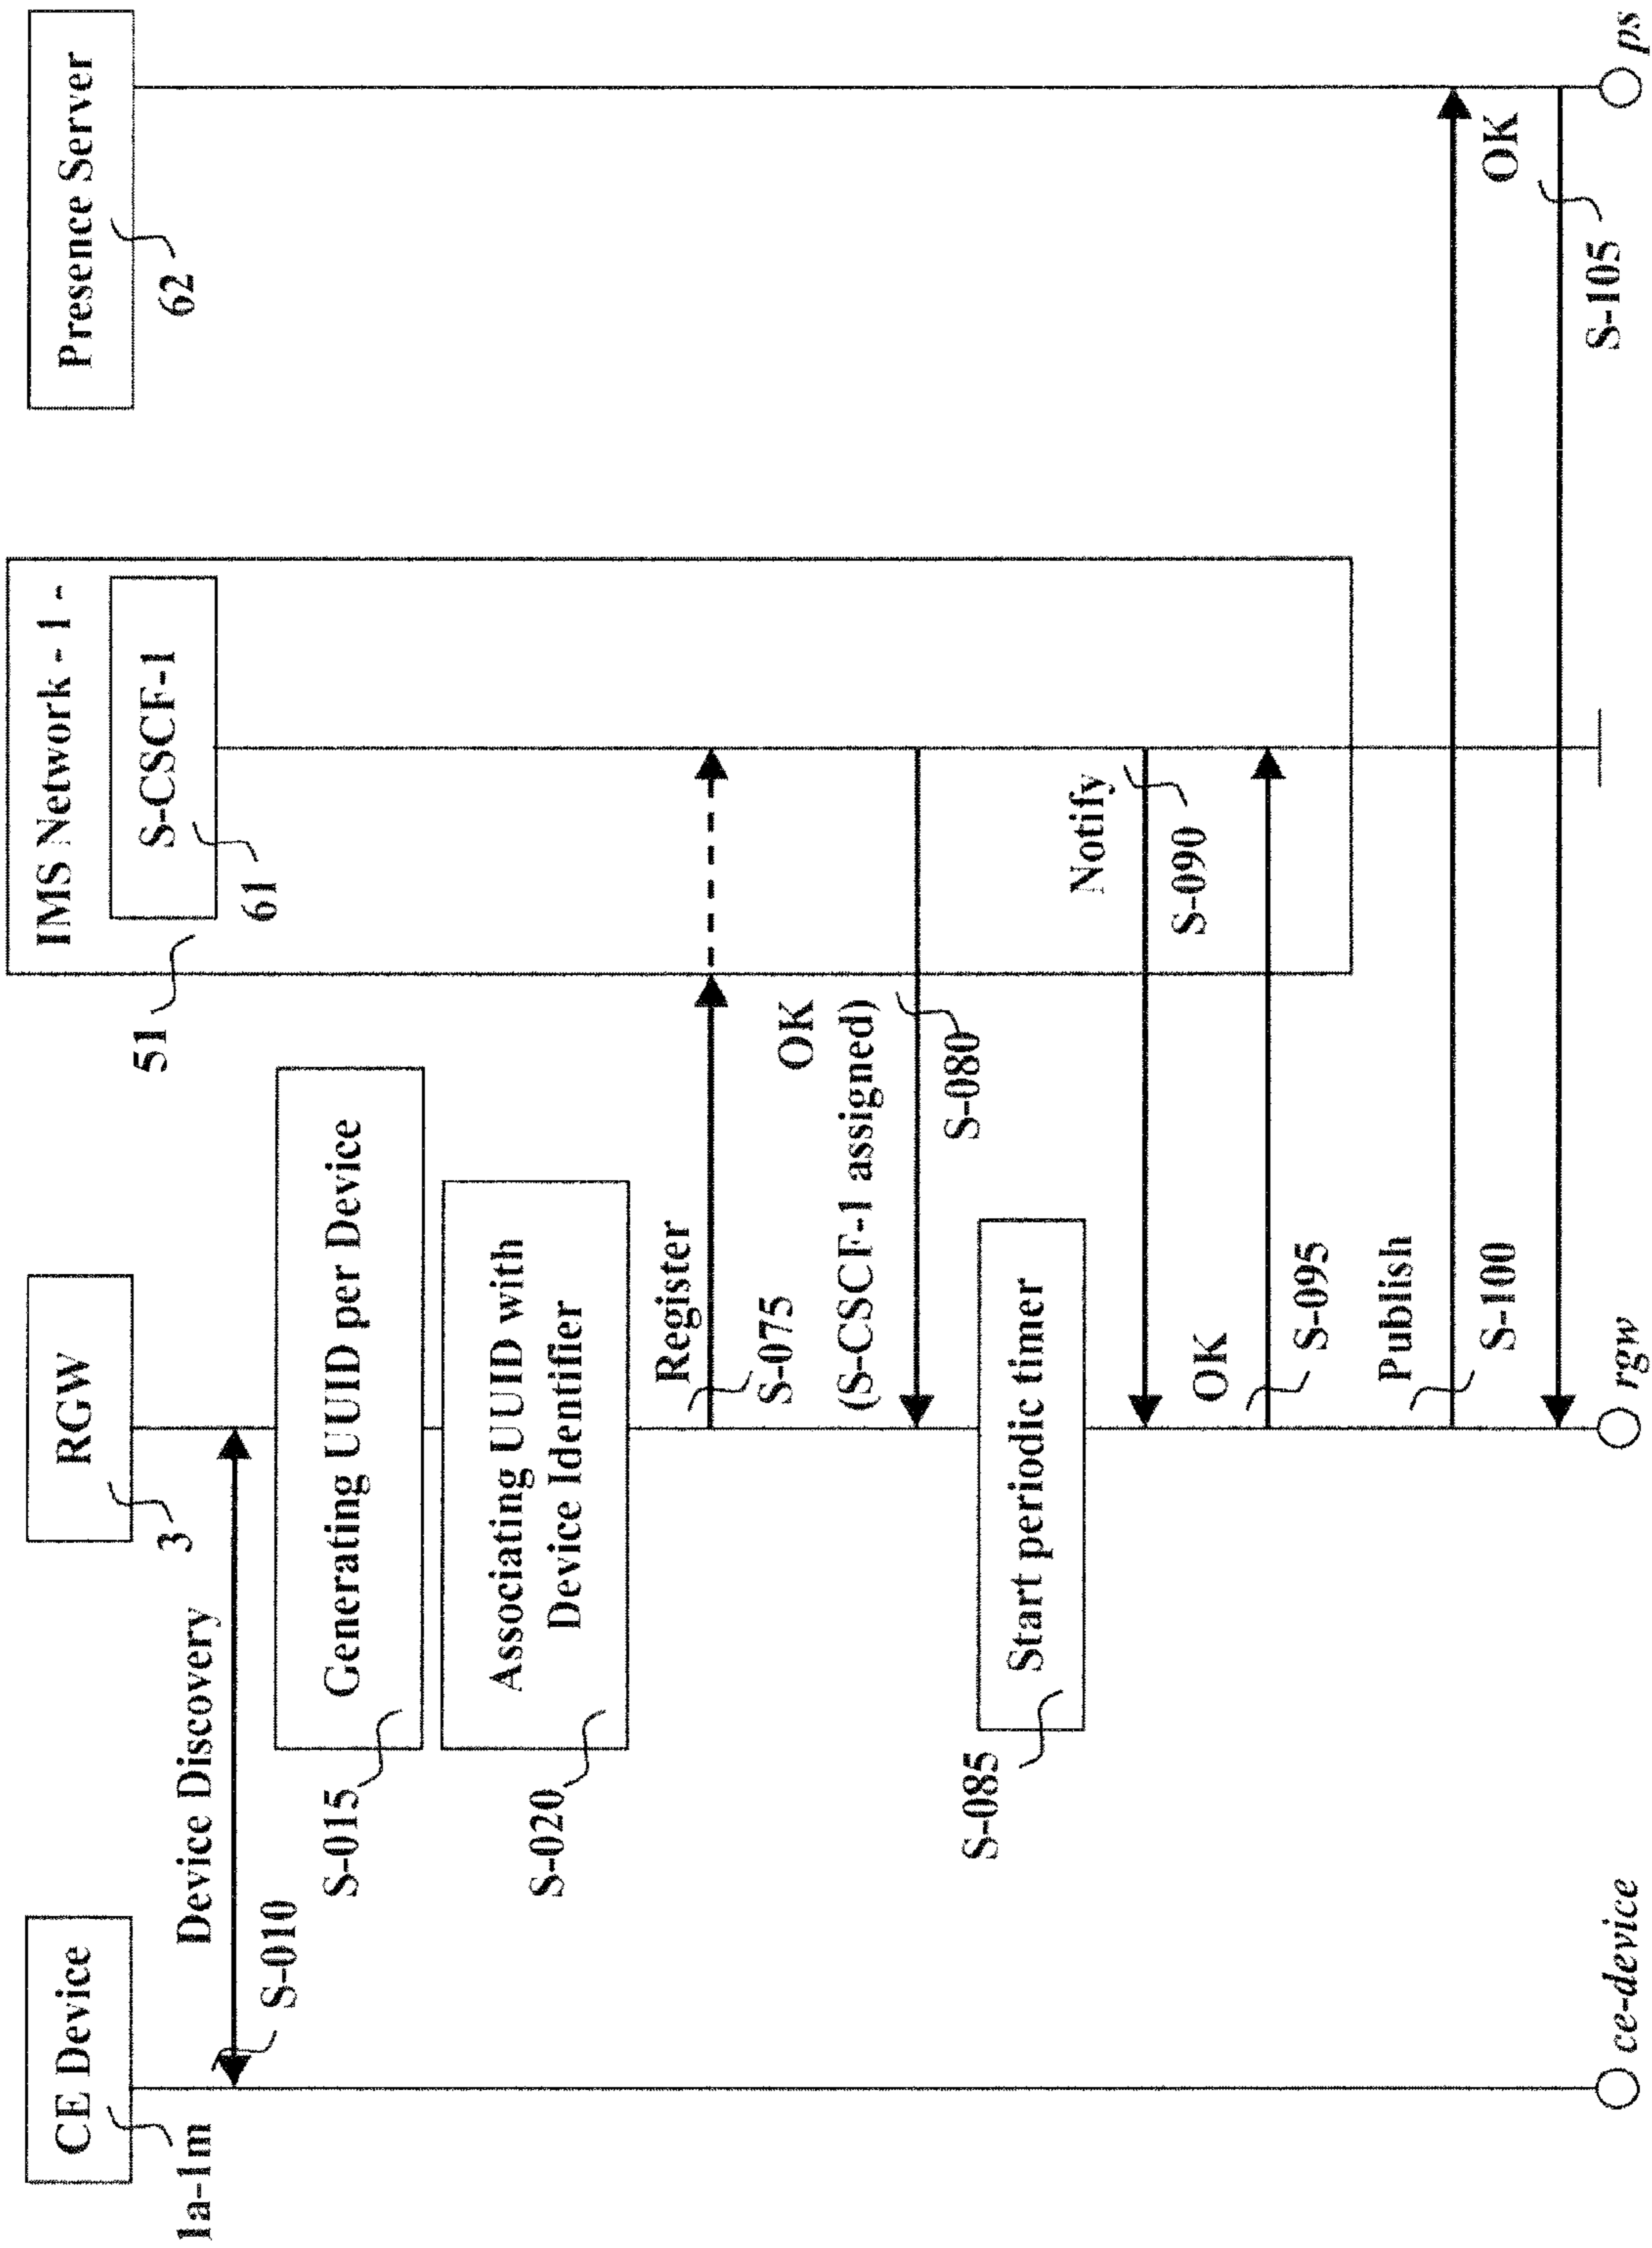 CE Device
1a-1m
RGW
3
IMS Network - 1 -
S-CSCF-1
61
51
Presence Server
62
Device Discovery
S-010
Generating UUID per Device
S-015
Associating UUID with
Device Identifier
S-020
Register
S-075
OK
(S-CSCF-1 assigned)
S-080
Start periodic timer
S-085
Notify
S-090
OK
S-095
Publish
S-100
OK
S-105
ce-device
rgw
ps